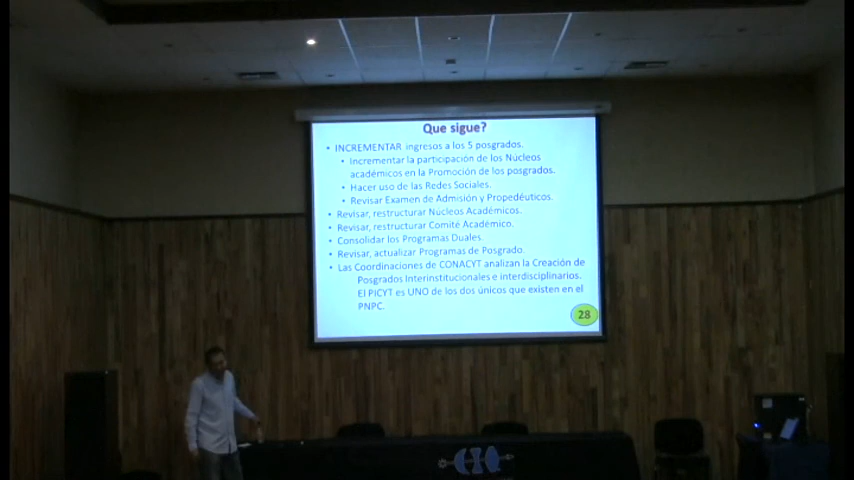 Que sigue?
• INCREMENTAR ingresos a los 5 posgrados.
• Incrementar la participación de los Núcleos
académicos en la Promoción de los posgrados.
• Hacer uso de las Redes Sociales.
• Revisar Examen de Admisión y Propedéuticos.
• Revisar, restructurar Núcleos Académicos.
• Revisar, restructurar Comité Académico.
• Consolidar los Programas Duales.
• Revisar, actualizar Programas de Posgrado.
• Las Coordinaciones de CONACYT analizan la Creación de
Posgrados Interinstitucionales e interdisciplinarios.
El PICYT es UNO de los dos únicos que existen en el
PNPC.
28
CIO